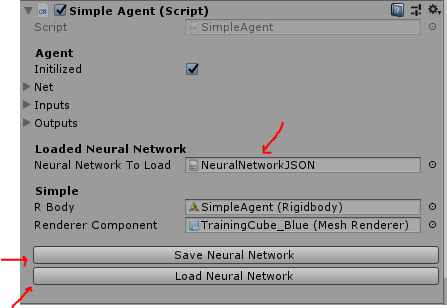 Simple Agent (Script)
Script SimpleAgent
Agent
Initilized
Net
Inputs
Outputs
Loaded Neural Network
Neural Network To Load NeuralNetworkJSON
Simple
R Body SimpleAgent (Rigidbody)
Renderer Component TrainingCube_Blue (Mesh Renderer)
Save Neural Network
Load Neural Network